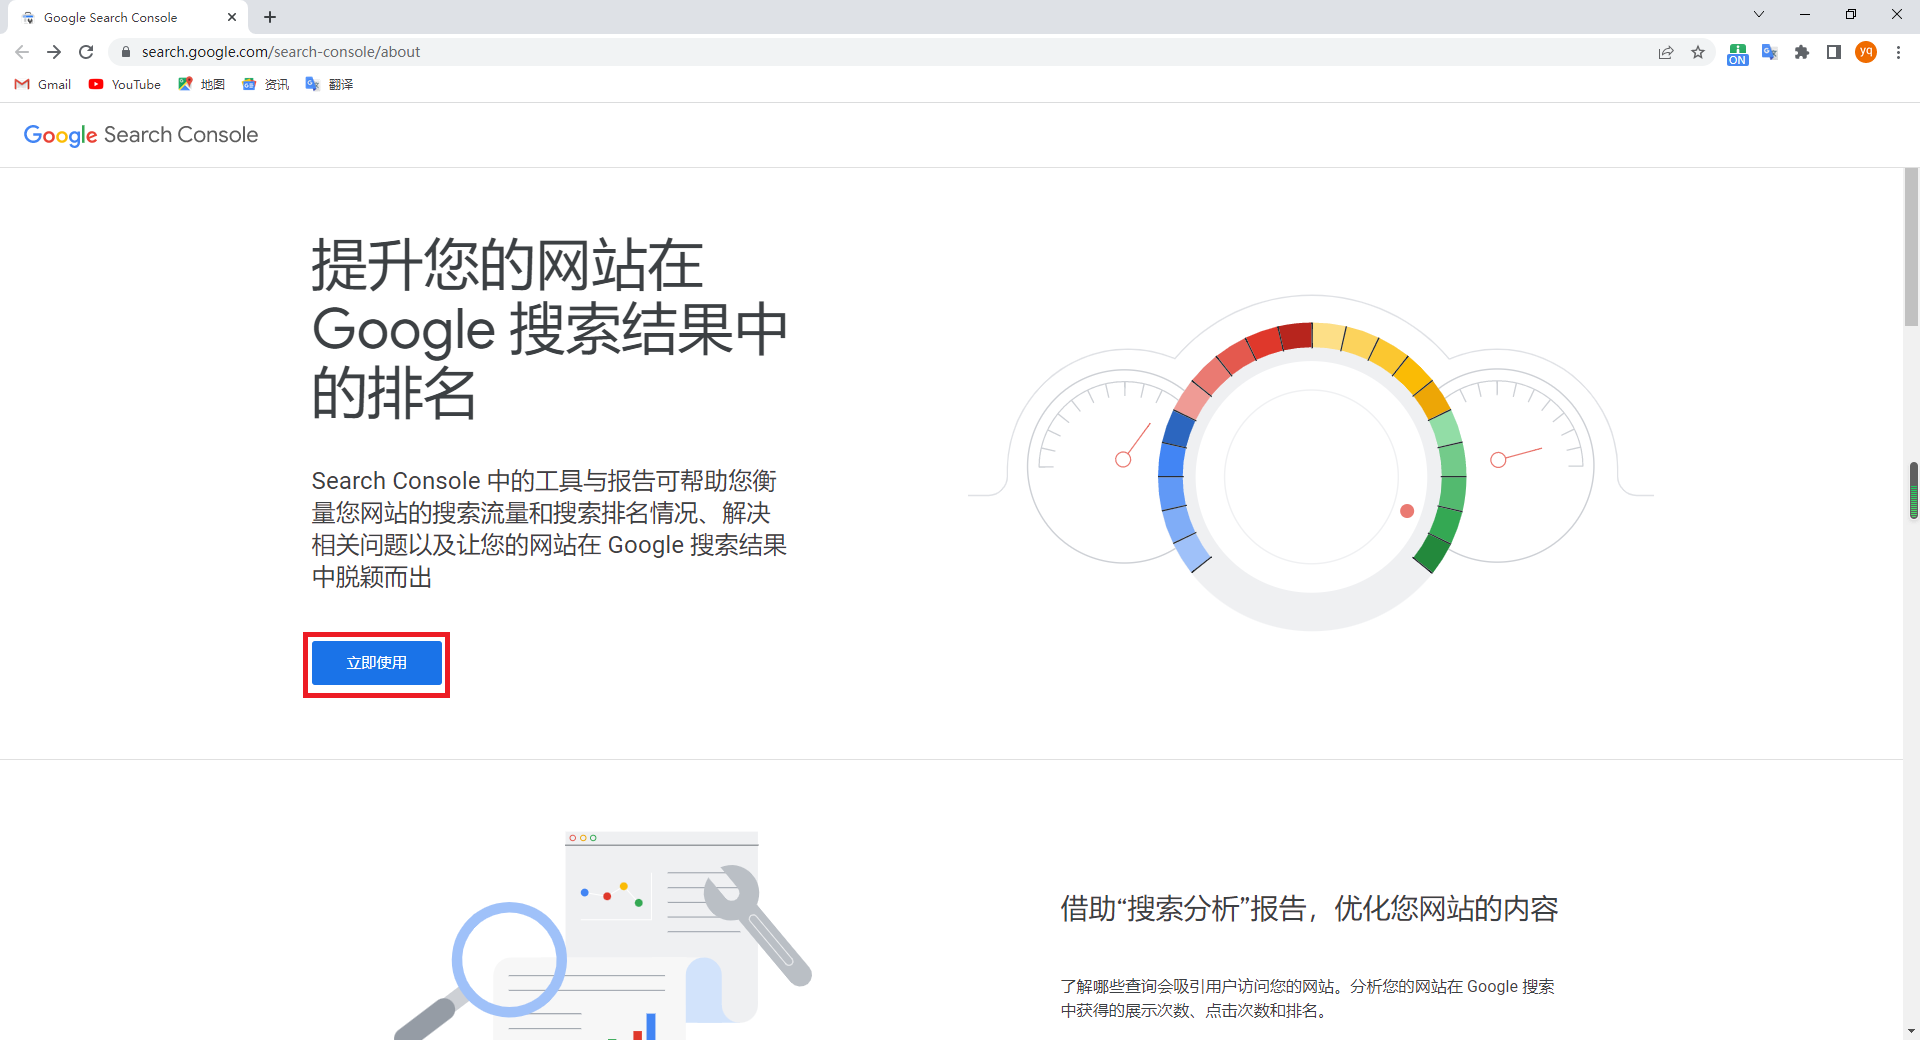 Google Search Console
search.google.com/search-console/about
ON
yq
Gmail
YouTube
地图
资讯
翻译
Google Search Console
提升您的网站在
Google 搜索结果中
的排名
Search Console 中的工具与报告可帮助您衡
量您网站的搜索流量和搜索排名情况、解决
相关问题以及让您的网站在 Google 搜索结果
中脱颖而出
立即使用
借助“搜索分析”报告，优化您网站的内容
了解哪些查询会吸引用户访问您的网站。分析您的网站在 Google 搜索
中获得的展示次数、点击次数和排名。